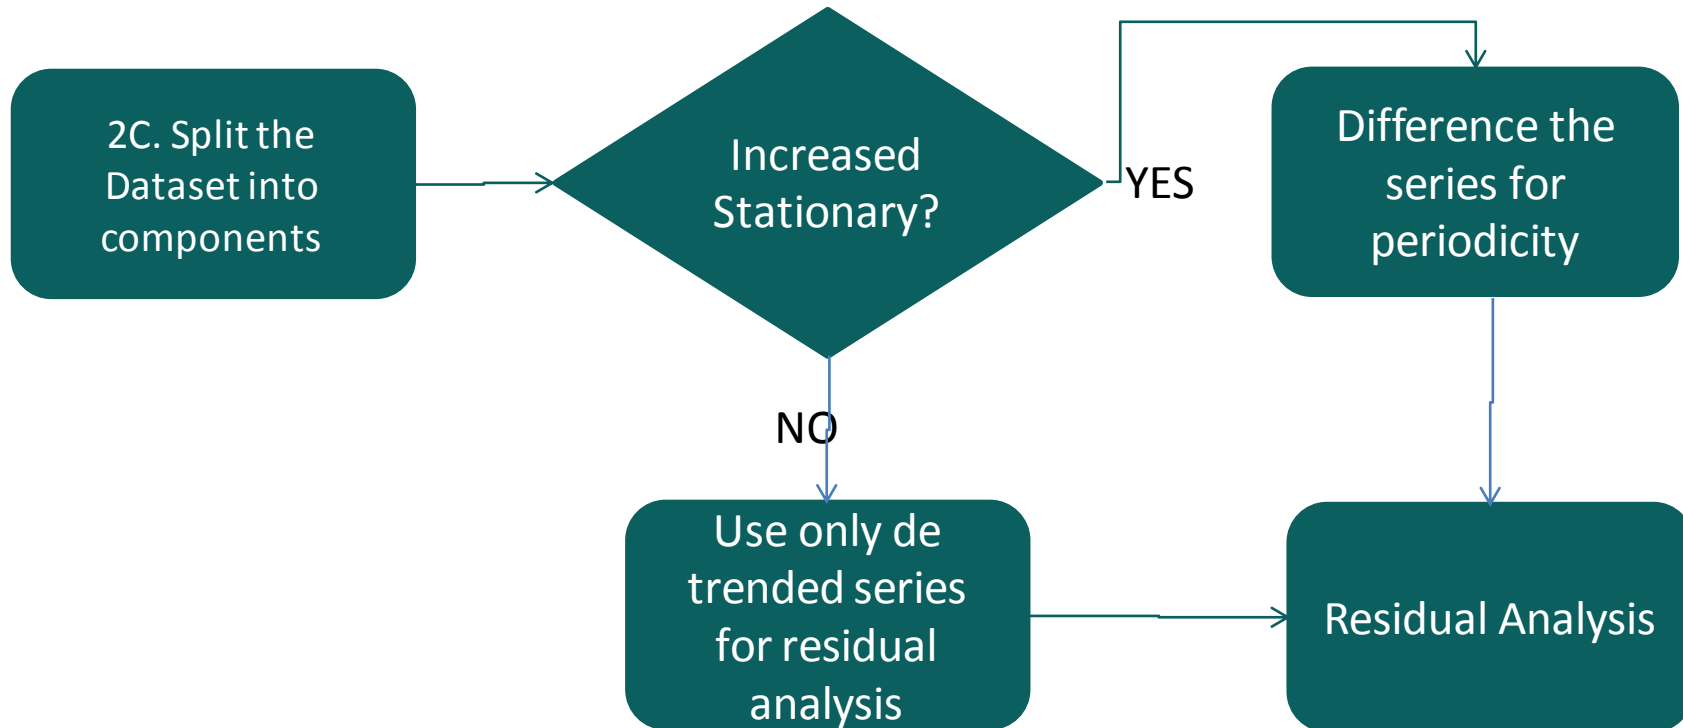 2C. Split the
Dataset into
components
Increased
Stationary?
YES
Difference the
series for
periodicity
NO
Use only de
trended series
for residual
analysis
Residual Analysis